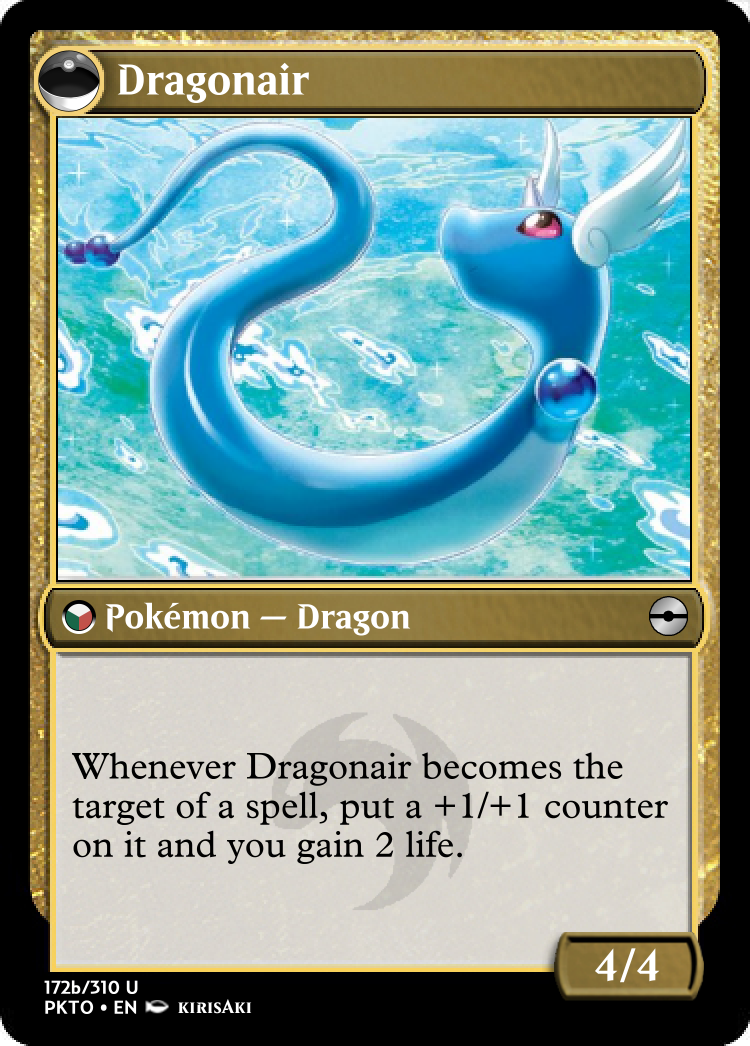 Dragonair
Pokémon — Dragon
Whenever Dragonair becomes the
target of a spell, put a +1/+1 counter
on it and you gain 2 life.
4/4
172b/310 U
PKTO • EN KIRISAKI